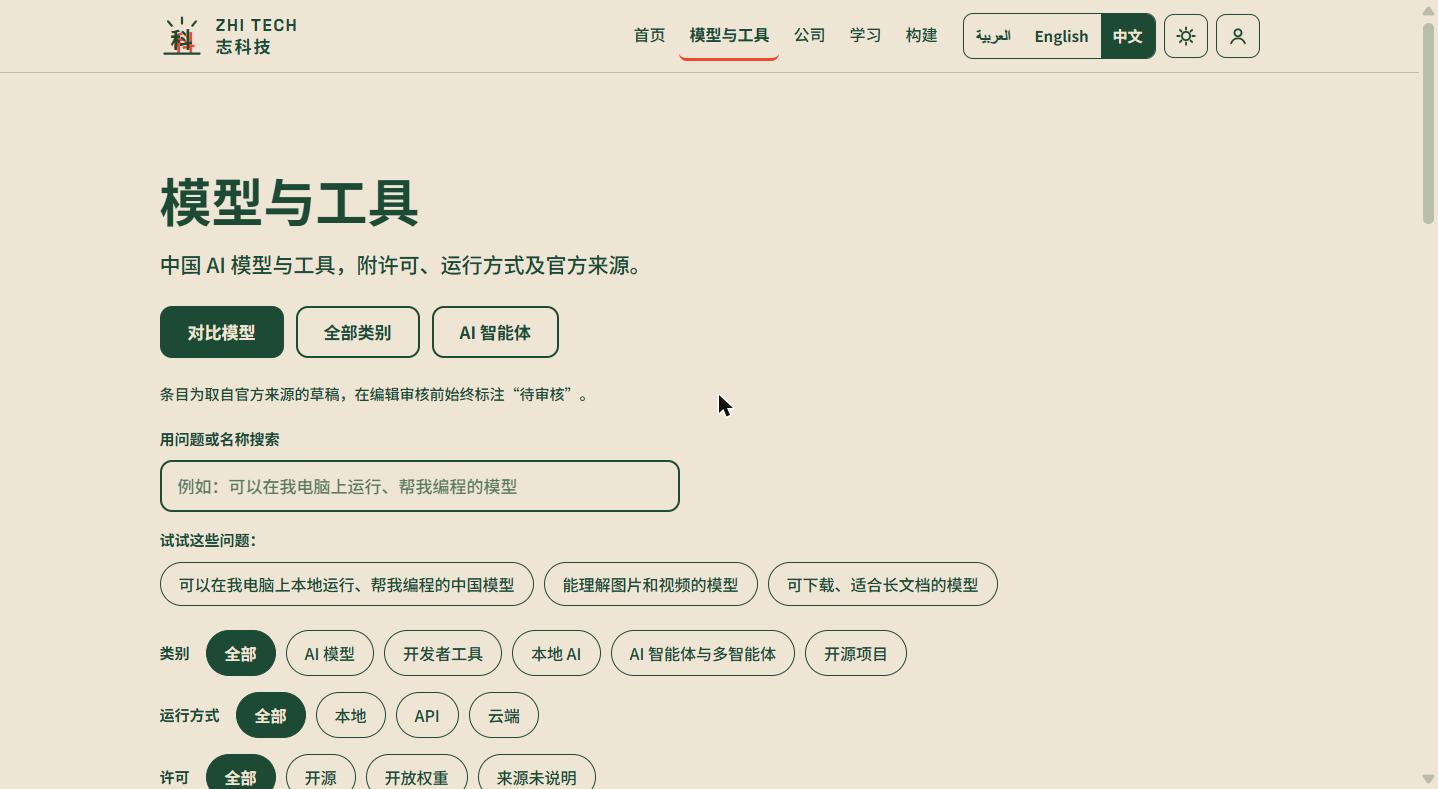 ZHI TECH
志科技
首页
模型与工具
公司
学习
构建
العربية
English
中文
模型与工具
中国 AI 模型与工具，附许可、运行方式及官方来源。
对比模型
全部类别
AI 智能体
条目为取自官方来源的草稿，在编辑审核前始终标注“待审核”。
用问题或名称搜索
例如：可以在我电脑上运行、帮我编程的模型
试试这些问题：
可以在我电脑上本地运行、帮我编程的中国模型
能理解图片和视频的模型
可下载、适合长文档的模型
类别
全部
AI 模型
开发者工具
本地 AI
AI 智能体与多智能体
开源项目
运行方式
全部
本地
API
云端
许可
全部
开源
开放权重
来源未说明